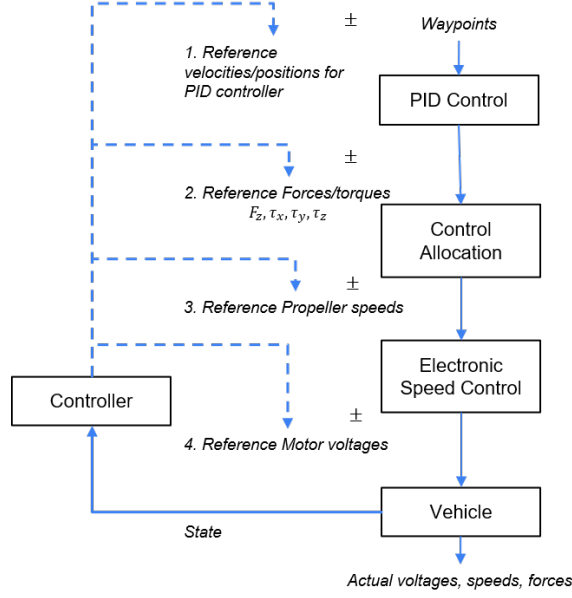 ±
Waypoints
1. Reference
velocities/positions for
PID controller
PID Control
±
2. Reference Forces/torques
F_z, τ_x, τ_y, τ_z
Control
Allocation
±
3. Reference Propeller speeds
Electronic
Speed Control
Controller
±
4. Reference Motor voltages
Vehicle
State
Actual voltages, speeds, forces